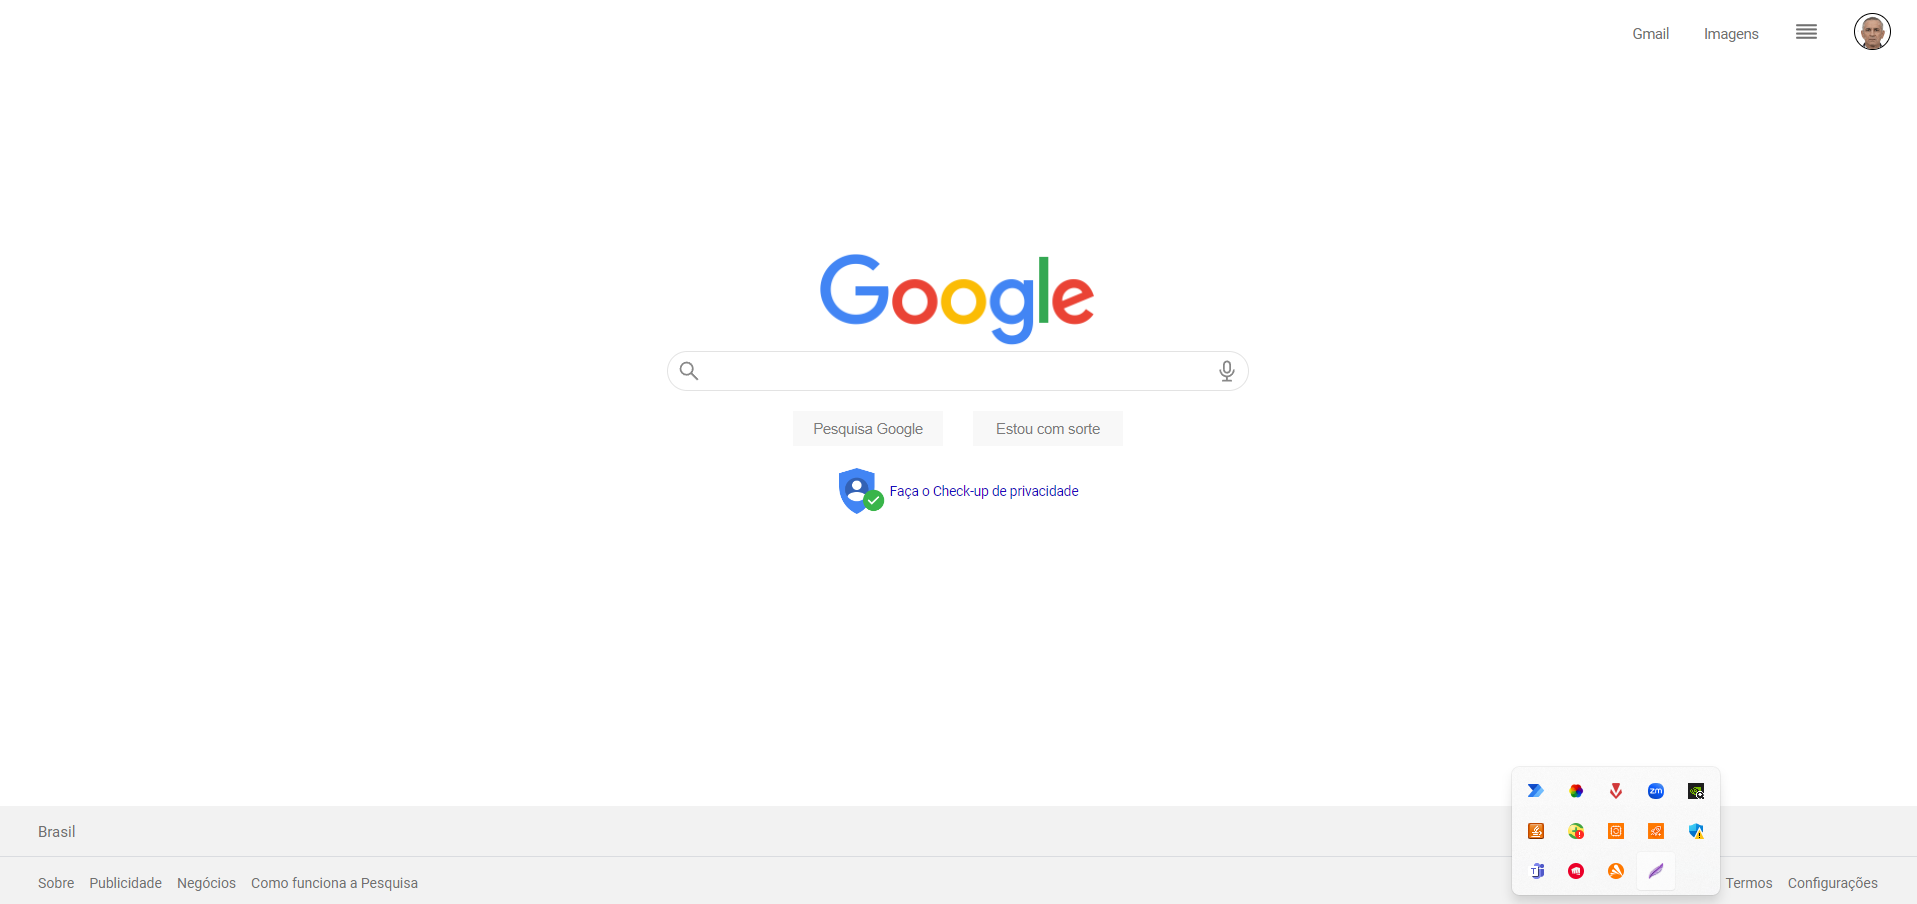 Gmail Imagens
Google
Pesquisa Google Estou com sorte
Faça o Check-up de privacidade
zm
Brasil
Sobre Publicidade Negócios Como funciona a Pesquisa Termos Configurações